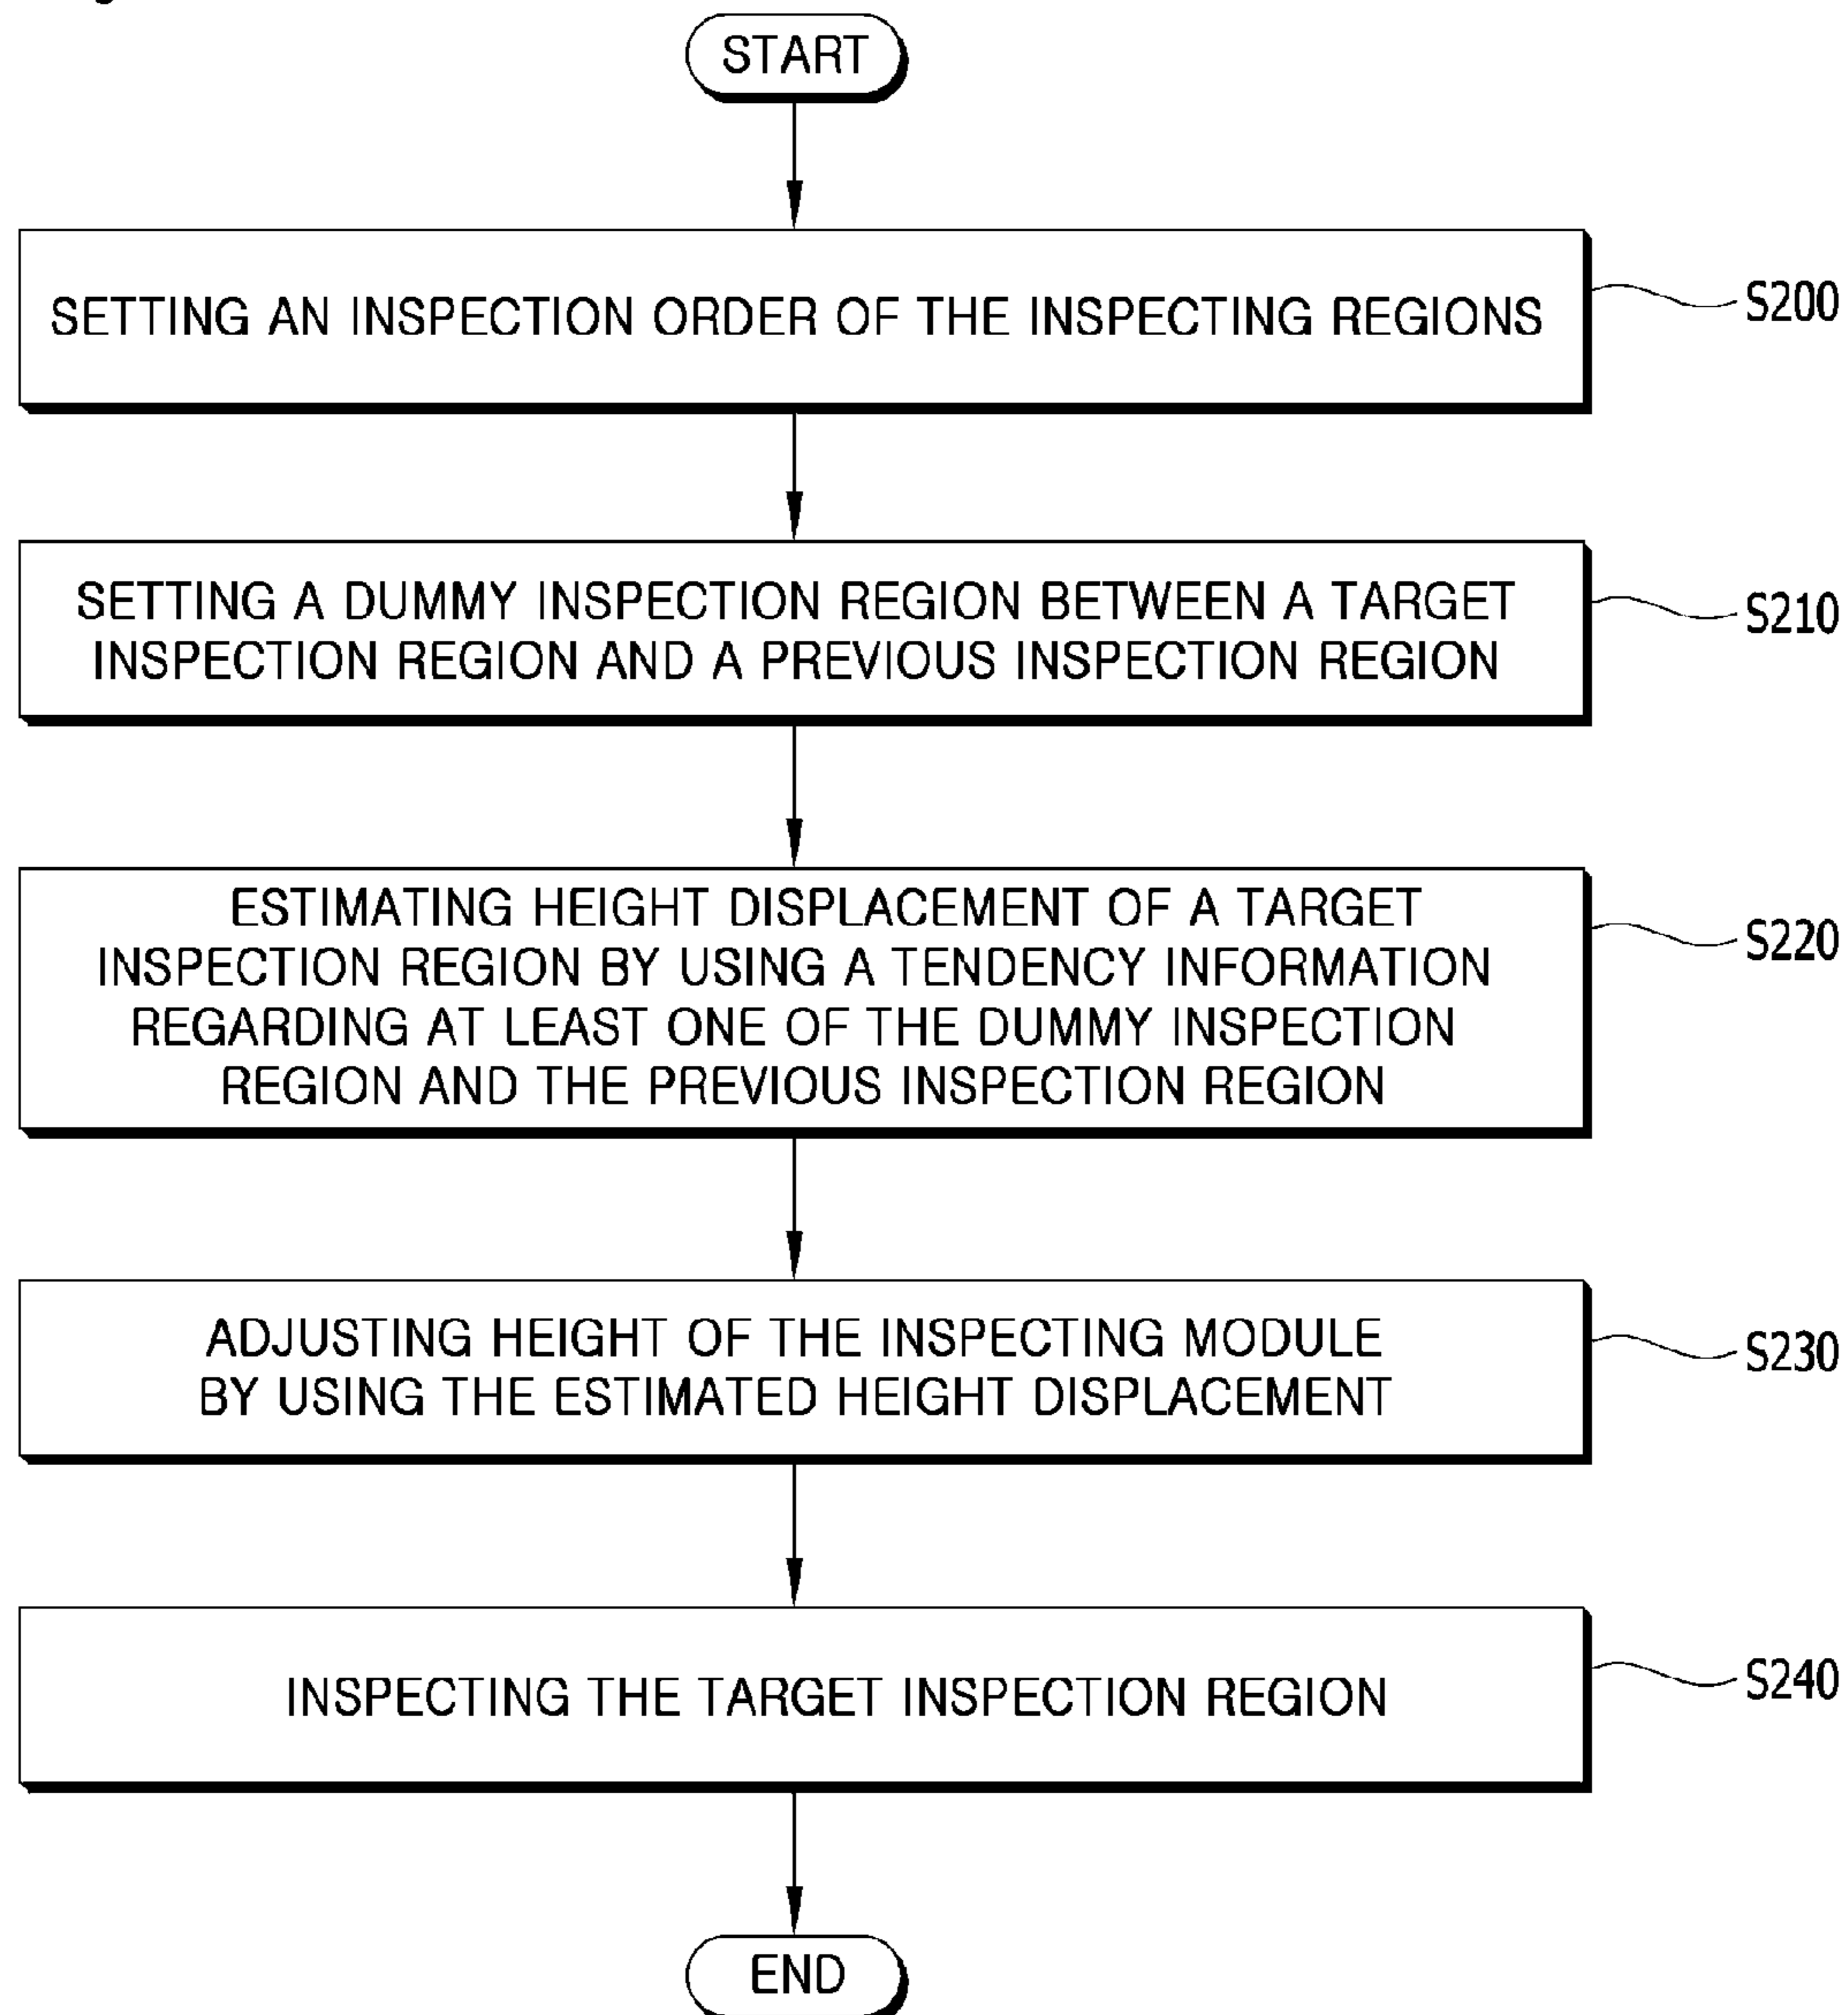 START
SETTING AN INSPECTION ORDER OF THE INSPECTING REGIONS
S200
SETTING A DUMMY INSPECTION REGION BETWEEN A TARGET
INSPECTION REGION AND A PREVIOUS INSPECTION REGION
S210
ESTIMATING HEIGHT DISPLACEMENT OF A TARGET
INSPECTION REGION BY USING A TENDENCY INFORMATION
REGARDING AT LEAST ONE OF THE DUMMY INSPECTION
REGION AND THE PREVIOUS INSPECTION REGION
S220
ADJUSTING HEIGHT OF THE INSPECTING MODULE
BY USING THE ESTIMATED HEIGHT DISPLACEMENT
S230
INSPECTING THE TARGET INSPECTION REGION
S240
END